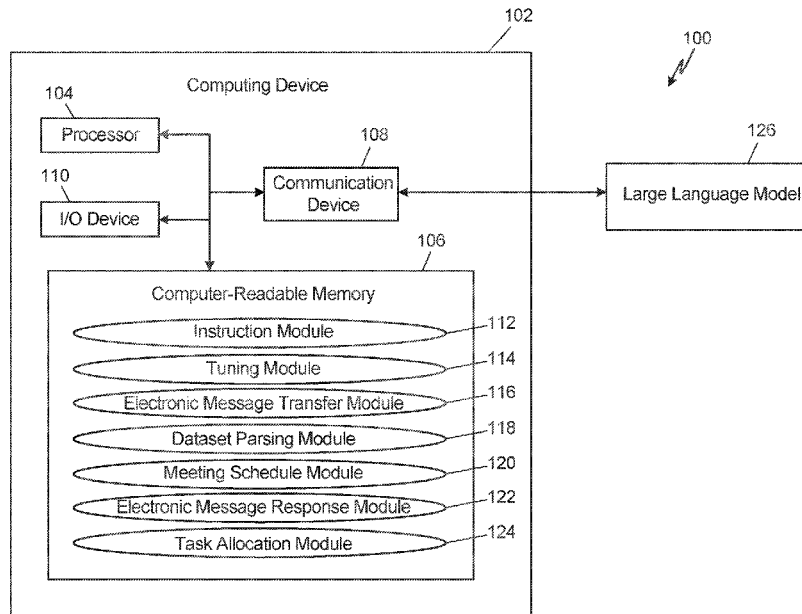 102
100
Computing Device
104
Processor
108
Communication
Device
126
Large Language Model
110
I/O Device
106
Computer-Readable Memory
Instruction Module
112
Tuning Module
114
Electronic Message Transfer Module
116
Dataset Parsing Module
118
Meeting Schedule Module
120
Electronic Message Response Module
122
Task Allocation Module
124